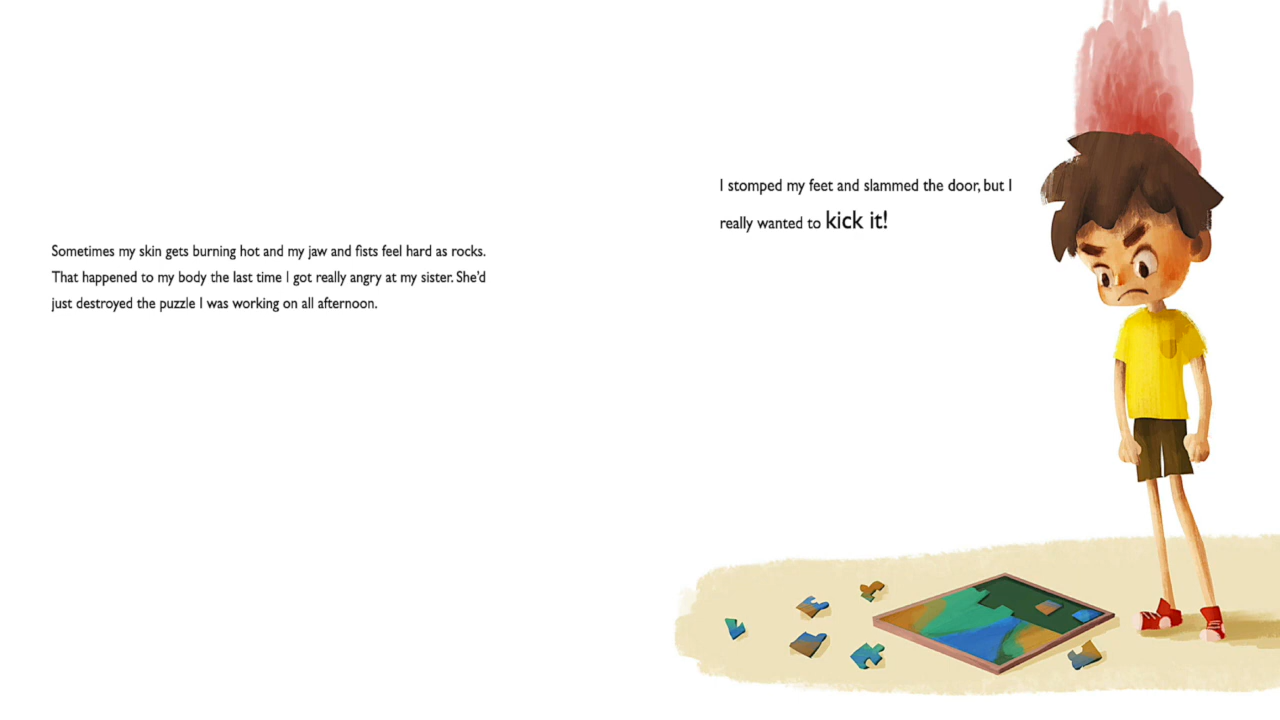 Sometimes my skin gets burning hot and my jaw and fists feel hard as rocks.
That happened to my body the last time I got really angry at my sister. She’d
just destroyed the puzzle I was working on all afternoon.
I stomped my feet and slammed the door, but I
really wanted to kick it!